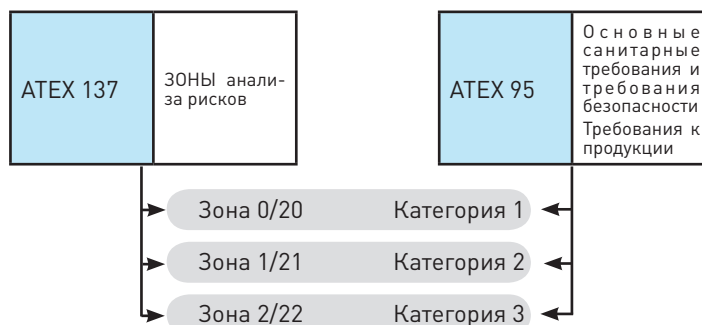 ATEX 137
ЗОНЫ анали-
за рисков
ATEX 95
Основные
санитарные
требования и
требования
безопасности
Требования к
продукции
Зона 0/20 Категория 1
Зона 1/21 Категория 2
Зона 2/22 Категория 3